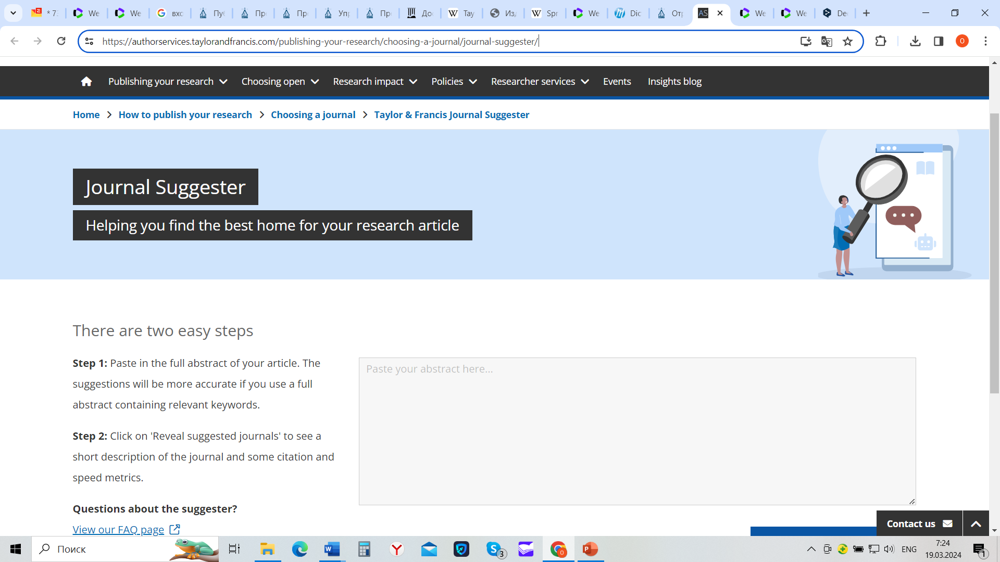 * 7
We
We
вхо
Пу
Пр
Пр
Упр
Пре
До
W Тау
Из
W Spr
We
Dic
От
AS
We
We
De
https://authorservices.taylorandfrancis.com/publishing-your-research/choosing-a-journal/journal-suggester/
O
Publishing your research
Choosing open
Research impact
Policies
Researcher services
Events
Insights blog
Home
How to publish your research
Choosing a journal
Taylor & Francis Journal Suggester
Journal Suggester
Helping you find the best home for your research article
There are two easy steps
Step 1: Paste in the full abstract of your article. The
suggestions will be more accurate if you use a full
abstract containing relevant keywords.
Paste your abstract here...
Step 2: Click on 'Reveal suggested journals' to see a
short description of the journal and some citation and
speed metrics.
Questions about the suggester?
View our FAQ page
Contact us
Поиск
3
ENG
7:24
19.03.2024
1